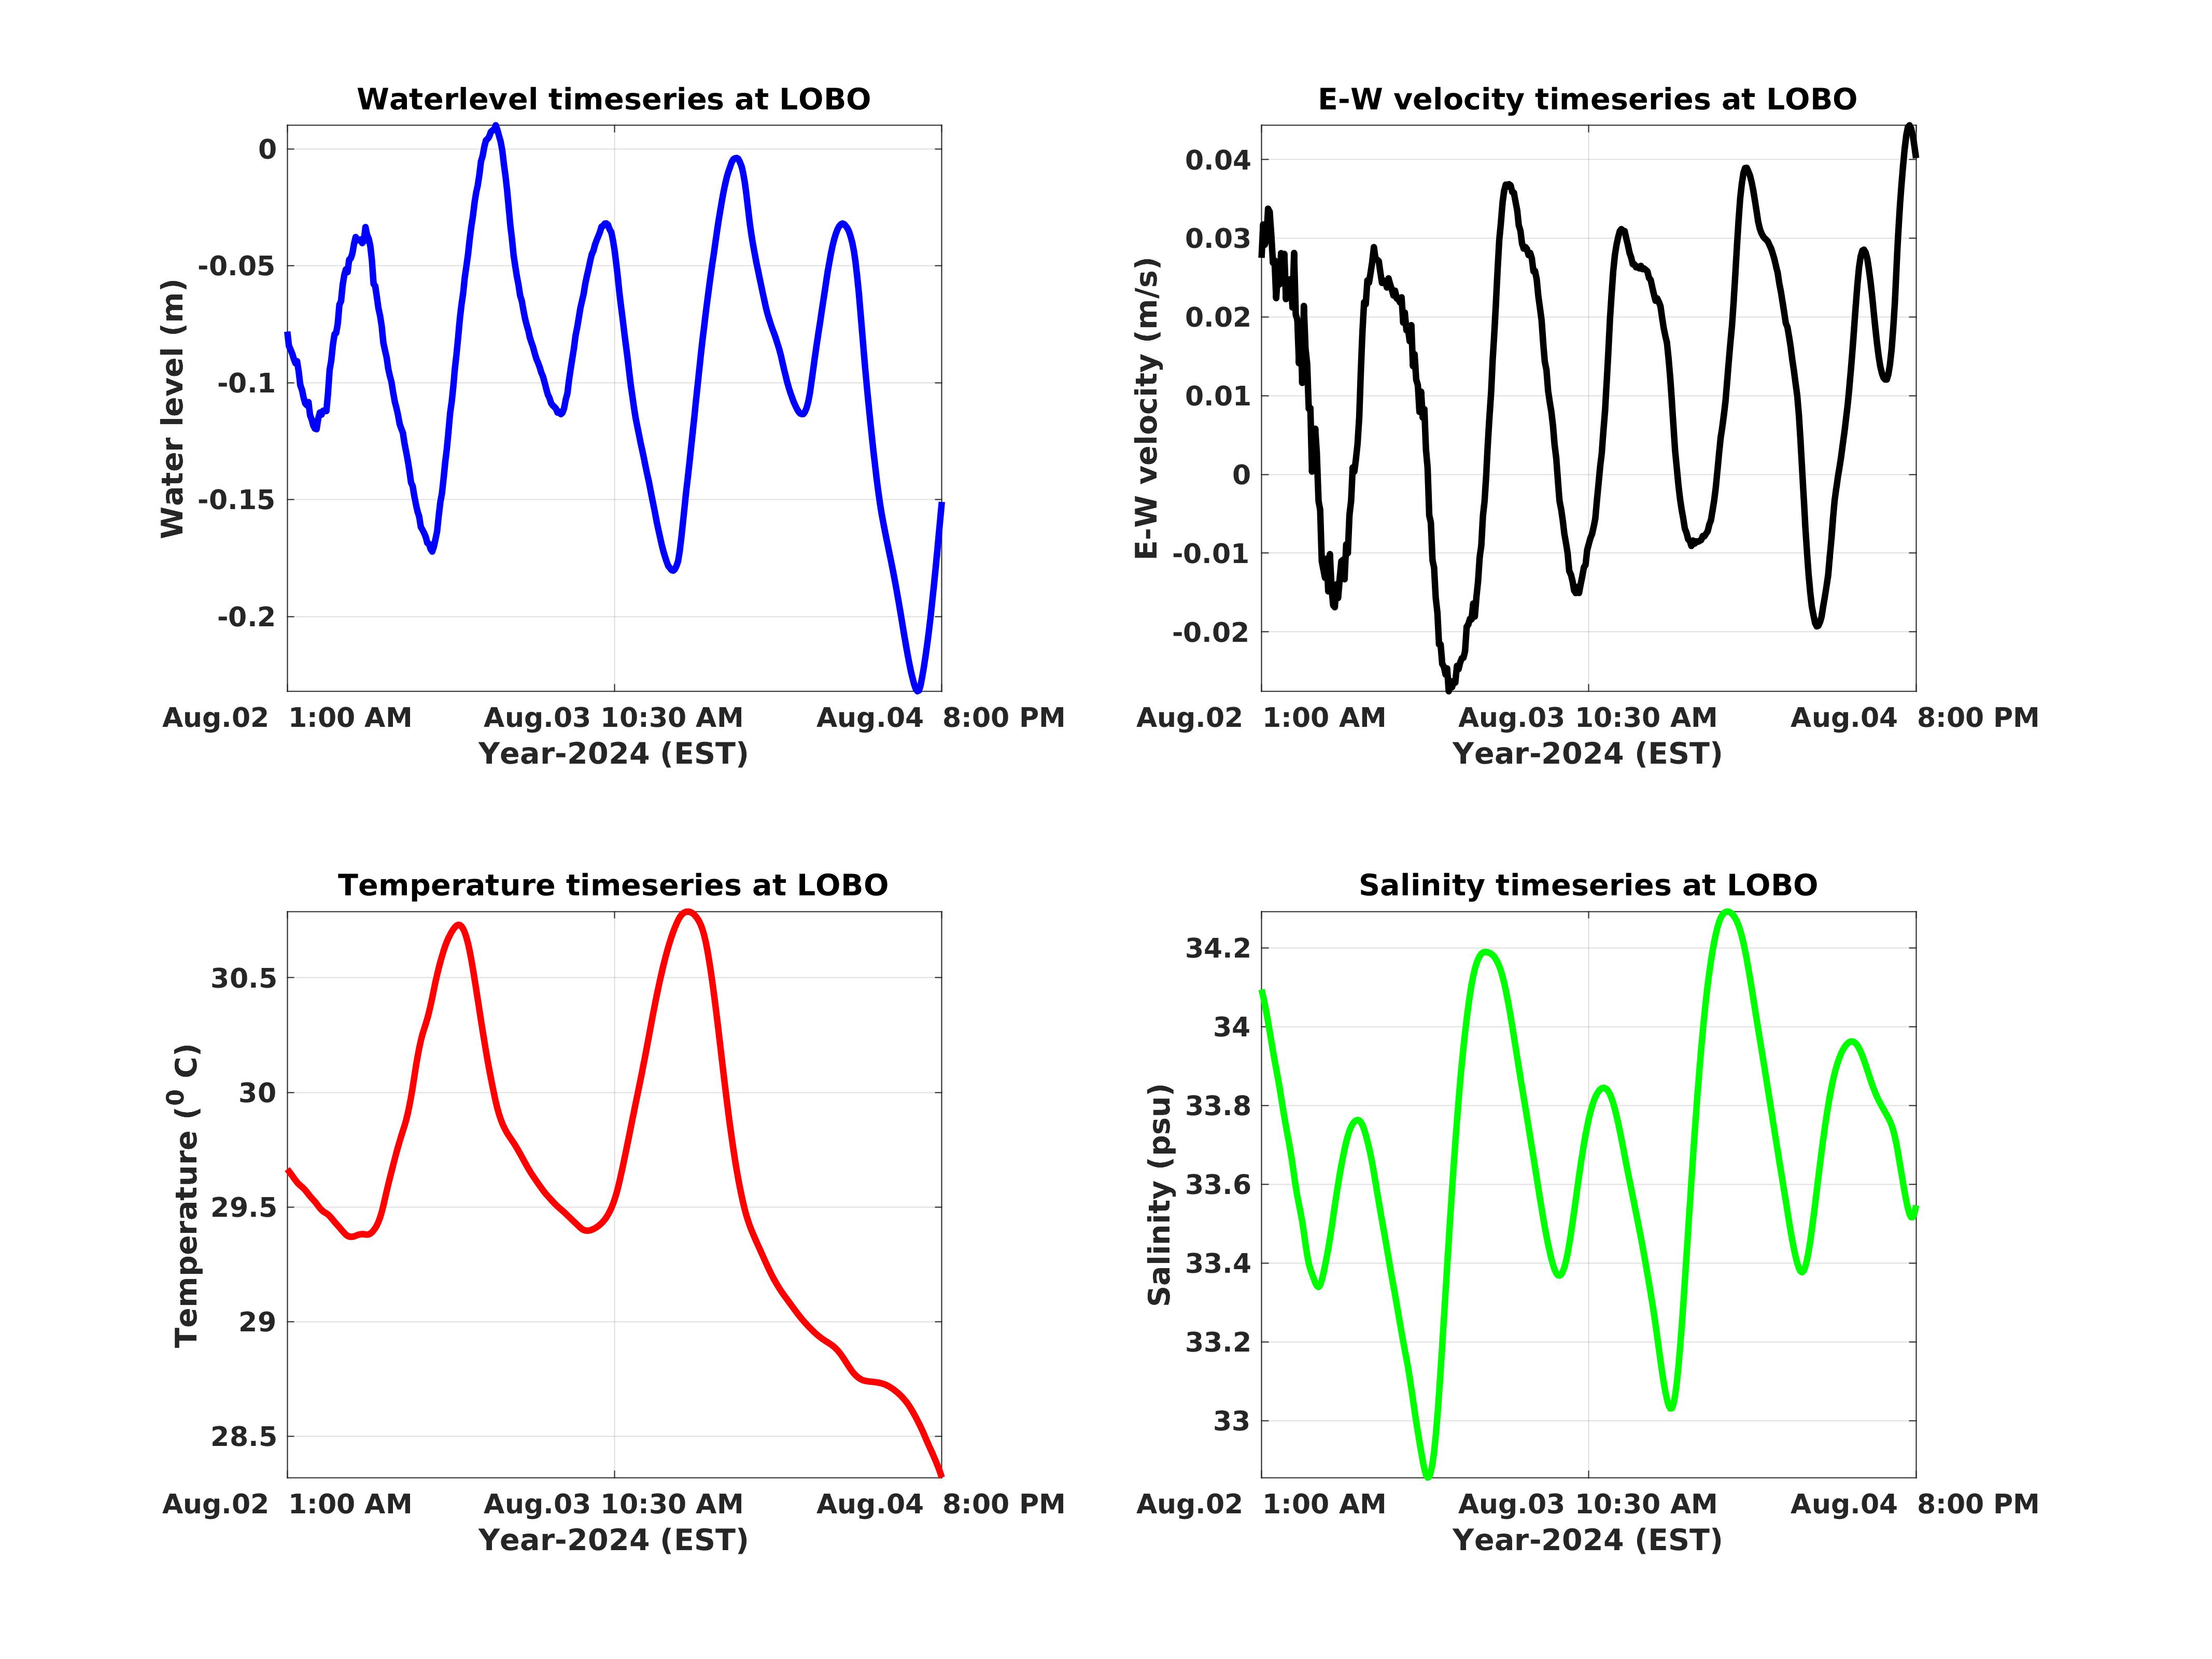 Waterlevel timeseries at LOBO
0
-0.05
-0.1
-0.15
-0.2
Water level (m)
Aug.02 1:00 AM Aug.03 10:30 AM Aug.04 8:00 PM
Year-2024 (EST)
E-W velocity timeseries at LOBO
0.04
0.03
0.02
0.01
0
-0.01
-0.02
E-W velocity (m/s)
Aug.02 1:00 AM Aug.03 10:30 AM Aug.04 8:00 PM
Year-2024 (EST)
Temperature timeseries at LOBO
30.5
30
29.5
29
28.5
Temperature (⁰ C)
Aug.02 1:00 AM Aug.03 10:30 AM Aug.04 8:00 PM
Year-2024 (EST)
Salinity timeseries at LOBO
34.2
34
33.8
33.6
33.4
33.2
33
Salinity (psu)
Aug.02 1:00 AM Aug.03 10:30 AM Aug.04 8:00 PM
Year-2024 (EST)